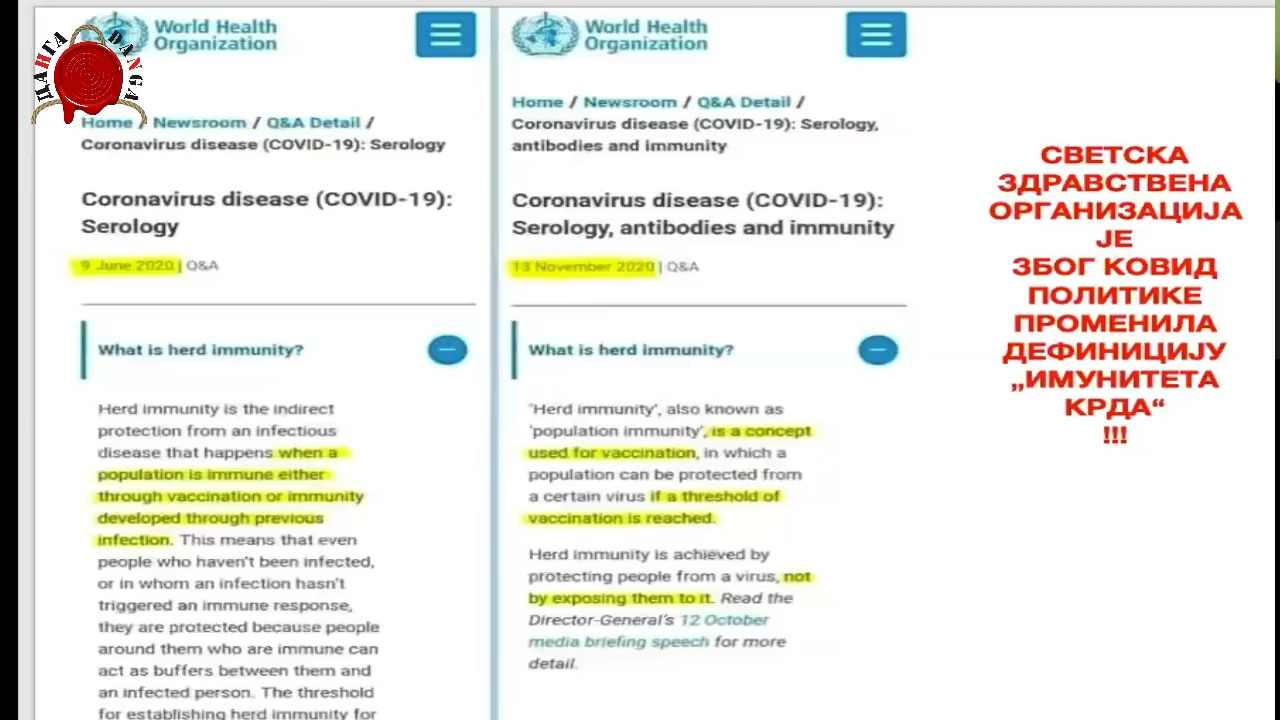 ПАНГА DANGA
World Health
Organization
Home / Newsroom / Q&A Detail /
Coronavirus disease (COVID-19): Serology
Coronavirus disease (COVID-19):
Serology
9 June 2020 | Q&A
What is herd immunity?
Herd immunity is the indirect
protection from an infectious
disease that happens when a
population is immune either
through vaccination or immunity
developed through previous
infection. This means that even
people who haven't been infected,
or in whom an infection hasn't
triggered an immune response,
they are protected because people
around them who are immune can
act as buffers between them and
an infected person. The threshold
for establishing herd immunity for
World Health
Organization
Home / Newsroom / Q&A Detail /
Coronavirus disease (COVID-19): Serology,
antibodies and immunity
Coronavirus disease (COVID-19):
Serology, antibodies and immunity
13 November 2020 | Q&A
What is herd immunity?
'Herd immunity', also known as
'population immunity', is a concept
used for vaccination, in which a
population can be protected from
a certain virus if a threshold of
vaccination is reached.
Herd immunity is achieved by
protecting people from a virus, not
by exposing them to it. Read the
Director-General's 12 October
media briefing speech for more
detail.
СВЕТСКА
ЗДРАВСТВЕНА
ОРГАНИЗАЦИЈА
ЈЕ
ЗБОГ КОВИД
ПОЛИТИКЕ
ПРОМЕНИЛА
ДЕФИНИЦИЈУ
„ИМУНИТЕТА
КРДА“
!!!